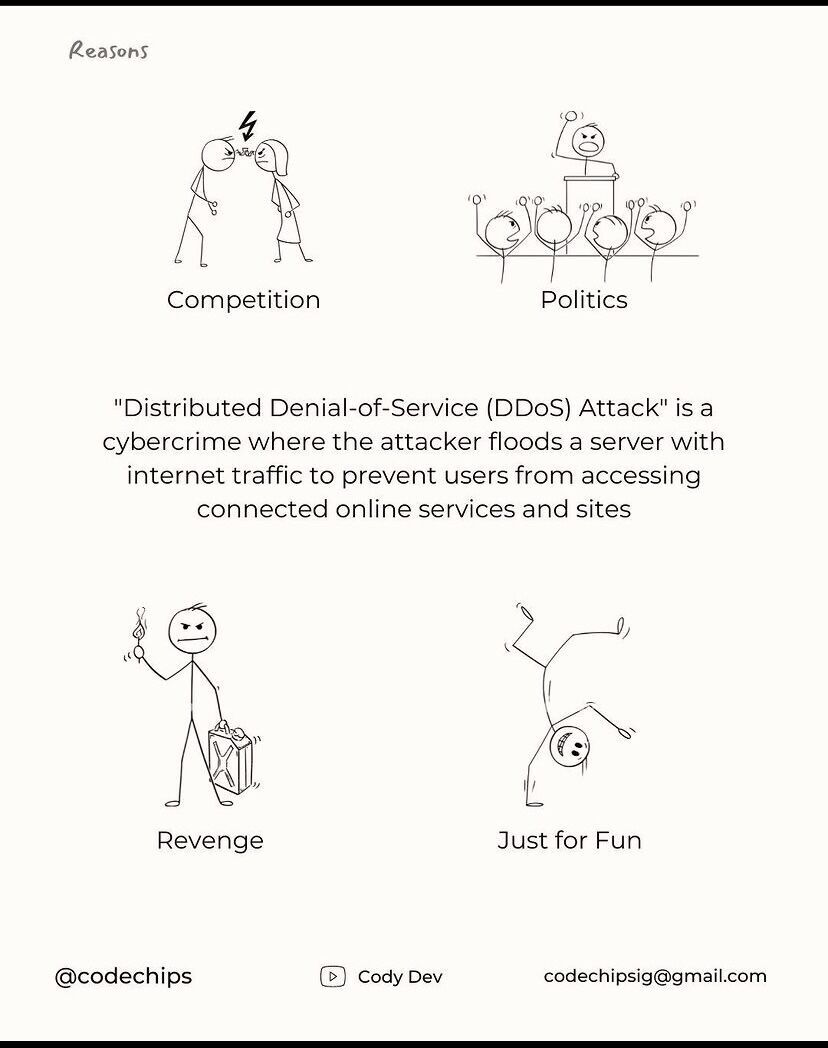 Reasons
Competition
Politics
"Distributed Denial-of-Service (DDoS) Attack" is a
cybercrime where the attacker floods a server with
internet traffic to prevent users from accessing
connected online services and sites
Revenge
Just for Fun
@codechips
Cody Dev
codechipsig@gmail.com